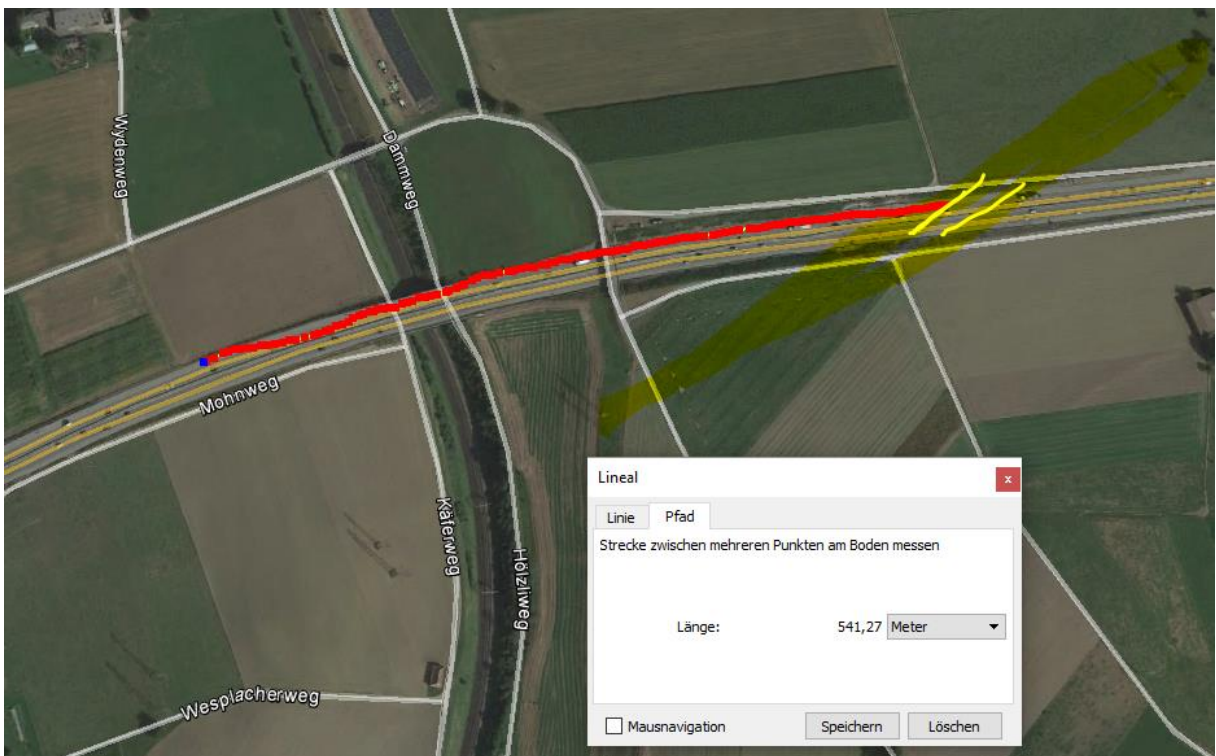 Wydenweg
Dammweg
Mohnweg
Käferweg
Hölzliweg
Wesplacherweg
Lineal
x
Linie
Pfad
Strecke zwischen mehreren Punkten am Boden messen
Länge: 541,27 Meter
Mausnavigation
Speichern
Löschen